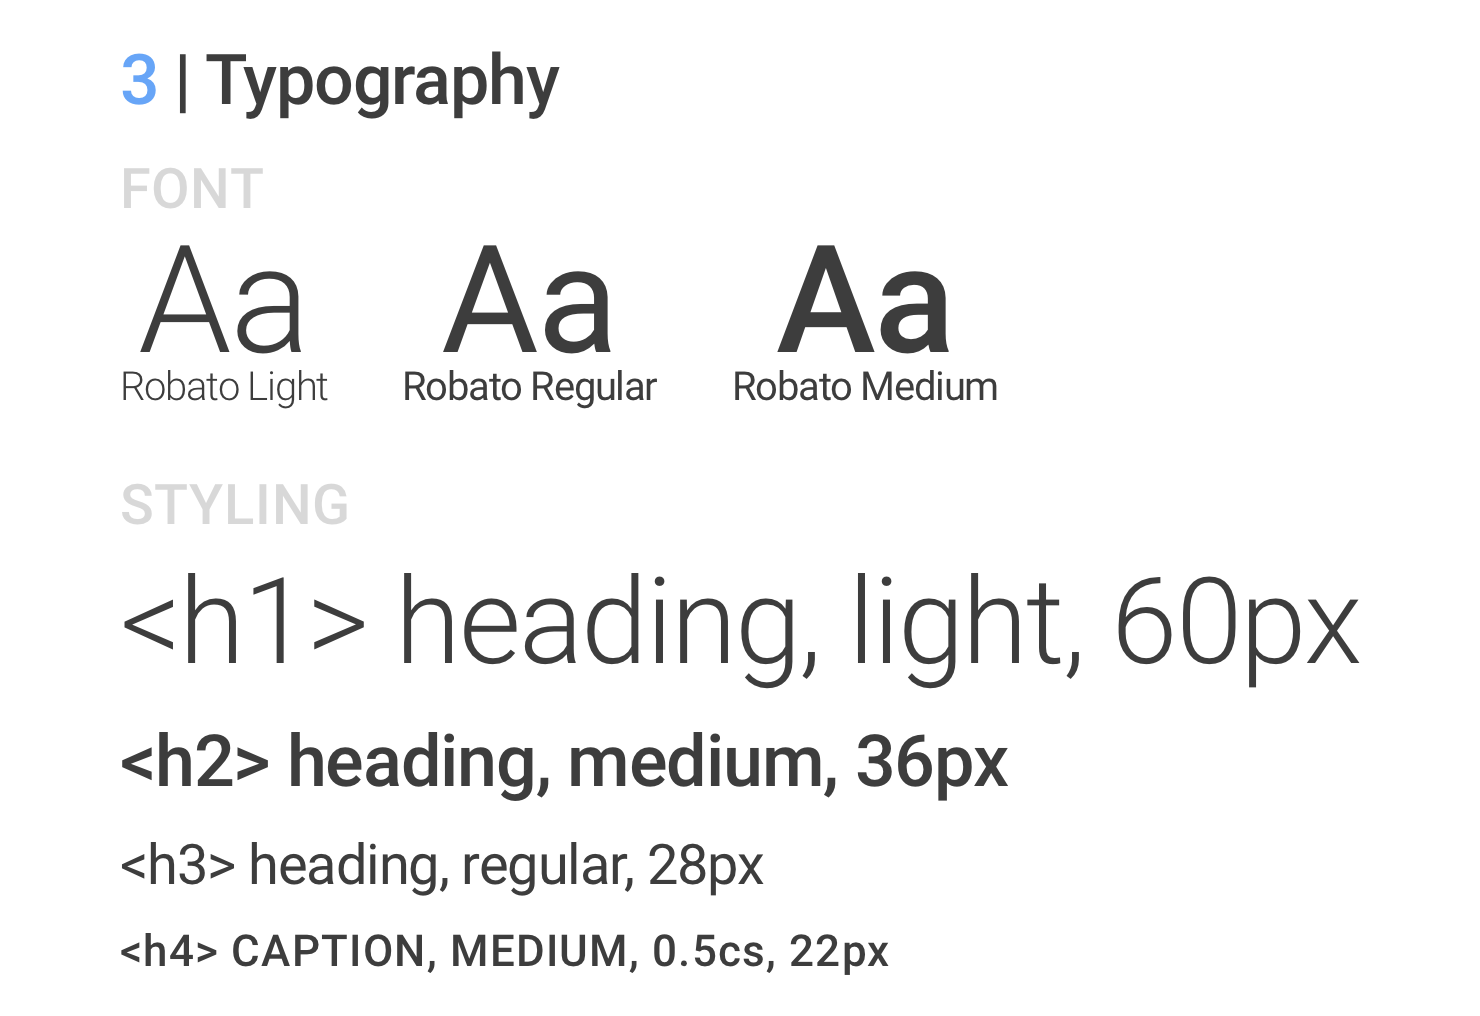 3 | Typography
FONT
Aa Aa Aa
Robato Light Robato Regular Robato Medium
STYLING
<h1> heading, light, 60px
<h2> heading, medium, 36px
<h3> heading, regular, 28px
<h4> CAPTION, MEDIUM, 0.5cs, 22px